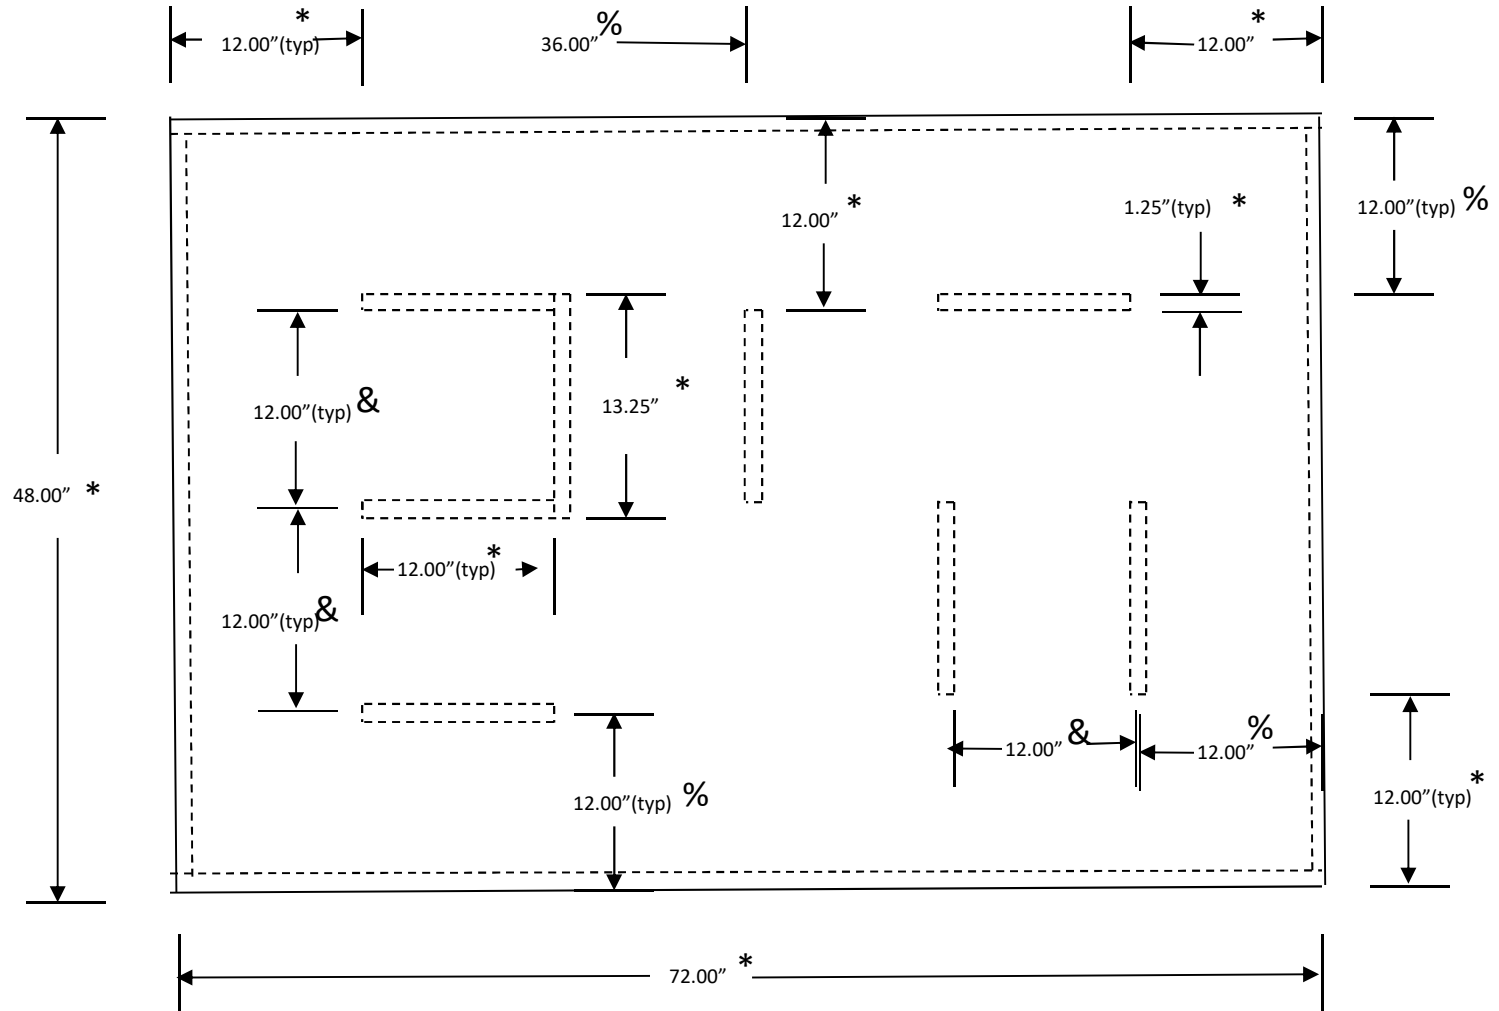 12.00”(typ) *
36.00” %
12.00” *
12.00” *
1.25”(typ) *
12.00”(typ) %
12.00”(typ) &
13.25” *
48.00” *
12.00”(typ) *
12.00”(typ) &
12.00” &
12.00” %
12.00”(typ) %
12.00”(typ) *
72.00” *